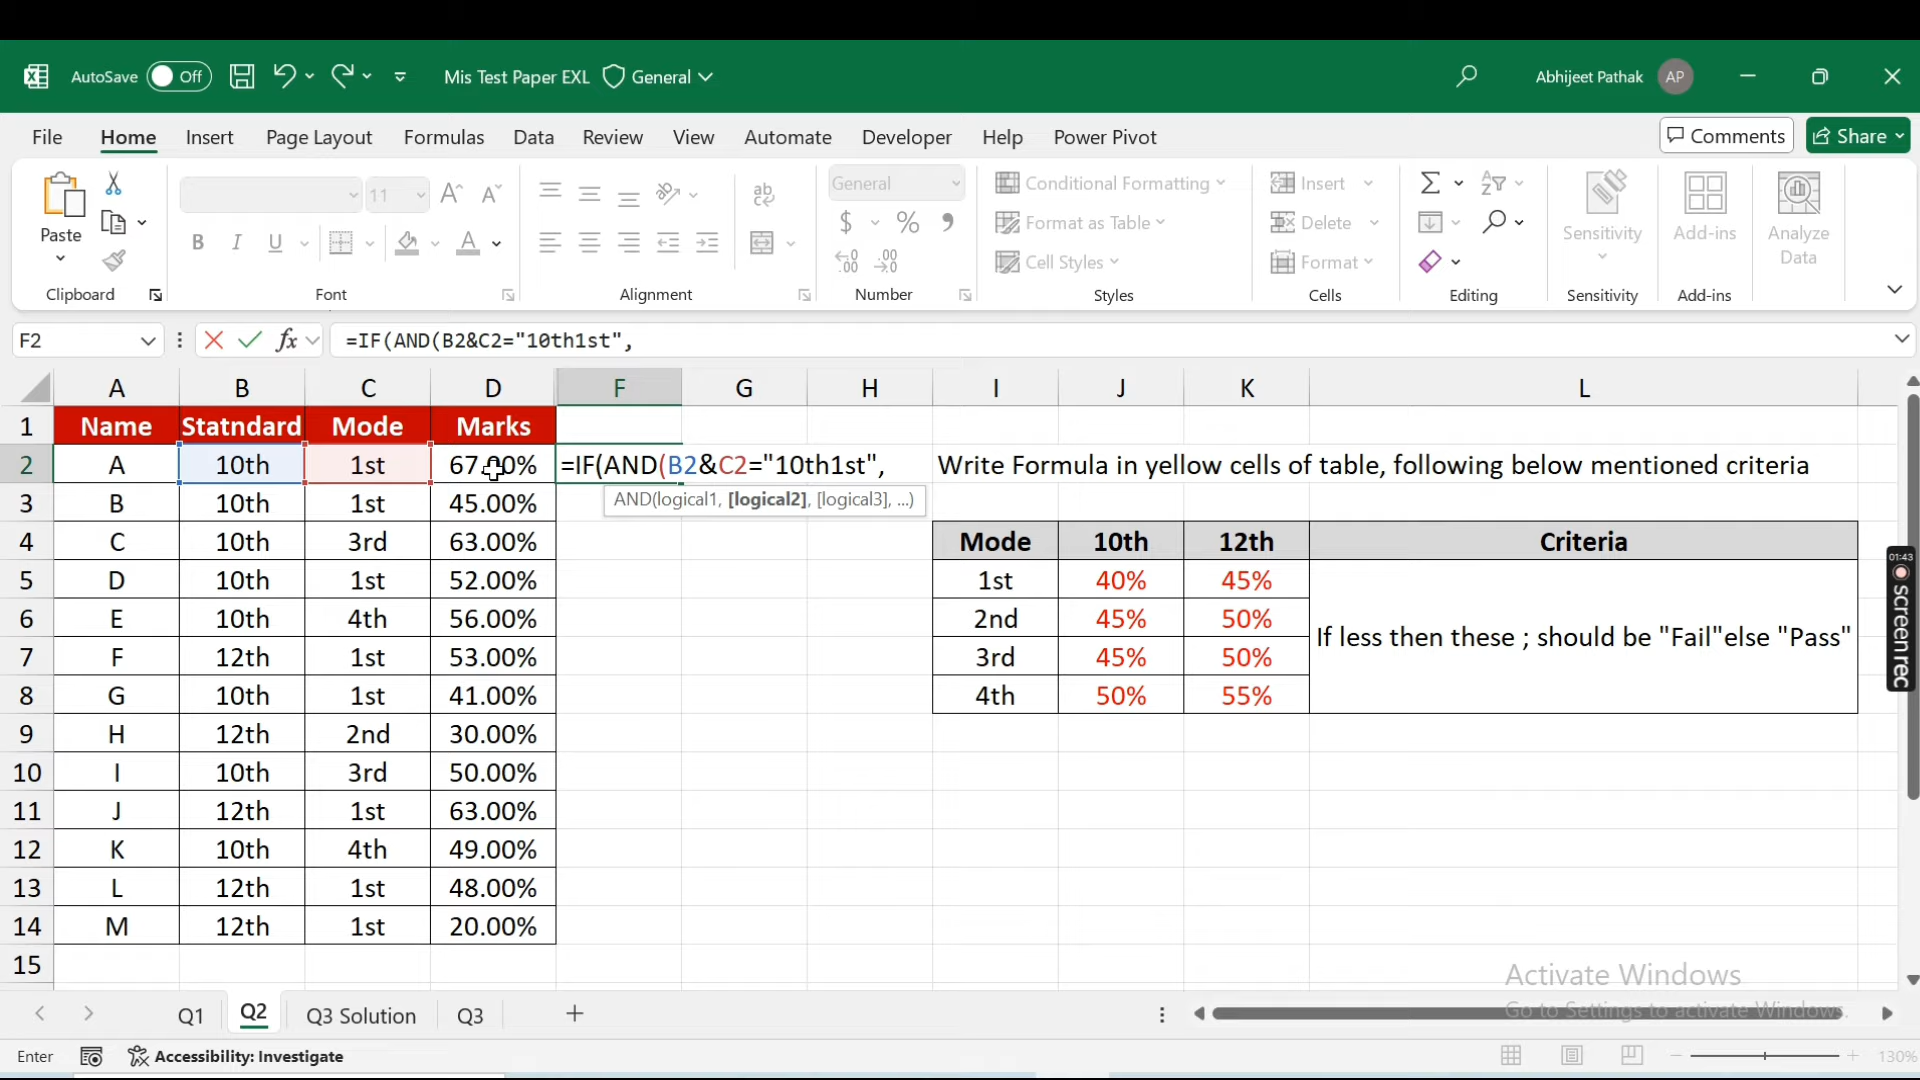 AutoSave Off Mis Test Paper EXL General Abhijeet Pathak AP
File Home Insert Page Layout Formulas Data Review View Automate Developer Help Power Pivot Comments Share
Paste 11 General Conditional Formatting Insert
B I U ab $ % , Format as Table Delete Sensitivity Add-ins Analyze Data
Cell Styles Format
Clipboard Font Alignment Number Styles Cells Editing Sensitivity Add-ins
F2 fx =IF(AND(B2&C2="10th1st",
A B C D F G H I J K L
1 Name Statndard Mode Marks
2 A 10th 1st 67.00% =IF(AND(B2&C2="10th1st", Write Formula in yellow cells of table, following below mentioned criteria
3 B 10th 1st 45.00% AND(logical1, [logical2], [logical3], ...)
4 C 10th 3rd 63.00% Mode 10th 12th Criteria
5 D 10th 1st 52.00% 1st 40% 45%
6 E 10th 4th 56.00% 2nd 45% 50%
If less then these ; should be "Fail"else "Pass"
7 F 12th 1st 53.00% 3rd 45% 50%
8 G 10th 1st 41.00% 4th 50% 55%
9 H 12th 2nd 30.00%
10 I 10th 3rd 50.00%
11 J 12th 1st 63.00%
12 K 10th 4th 49.00%
13 L 12th 1st 48.00%
14 M 12th 1st 20.00%
15
01:43
screenrec
Activate Windows
Go to Settings to activate Windows.
Q1 Q2 Q3 Solution Q3
Enter Accessibility: Investigate 130%